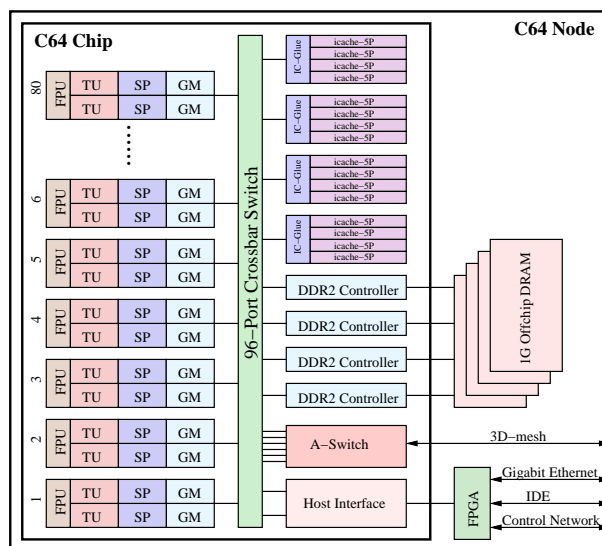 C64 Chip
C64 Node
80
FPU
TU SP GM
TU SP GM
6
FPU
TU SP GM
TU SP GM
5
FPU
TU SP GM
TU SP GM
4
FPU
TU SP GM
TU SP GM
3
FPU
TU SP GM
TU SP GM
2
FPU
TU SP GM
TU SP GM
1
FPU
TU SP GM
TU SP GM
96-Port Crossbar Switch
IC-Glue
icache-5P
icache-5P
icache-5P
icache-5P
IC-Glue
icache-5P
icache-5P
icache-5P
icache-5P
IC-Glue
icache-5P
icache-5P
icache-5P
icache-5P
IC-Glue
icache-5P
icache-5P
icache-5P
icache-5P
DDR2 Controller
DDR2 Controller
DDR2 Controller
DDR2 Controller
1G Offchip DRAM
A-Switch
3D-mesh
Host Interface
FPGA
Gigabit Ethernet
IDE
Control Network